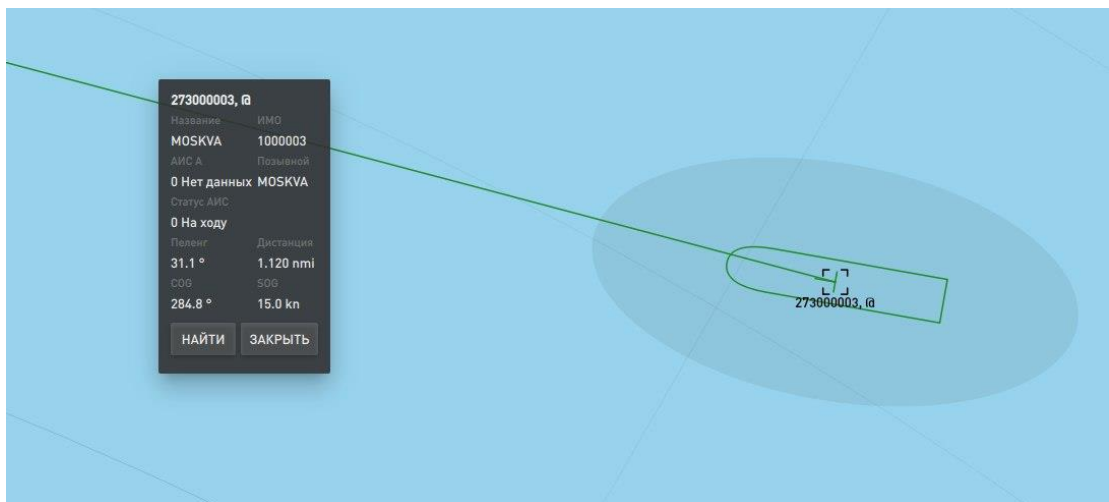 273000003, @
Название ИМО
MOSKVA 1000003
АИС А Позывной
0 Нет данных MOSKVA
Статус АИС
0 На ходу
Пеленг Дистанция
31.1 ° 1.120 nmi
COG SOG
284.8 ° 15.0 kn
НАЙТИ ЗАКРЫТЬ
273000003, @